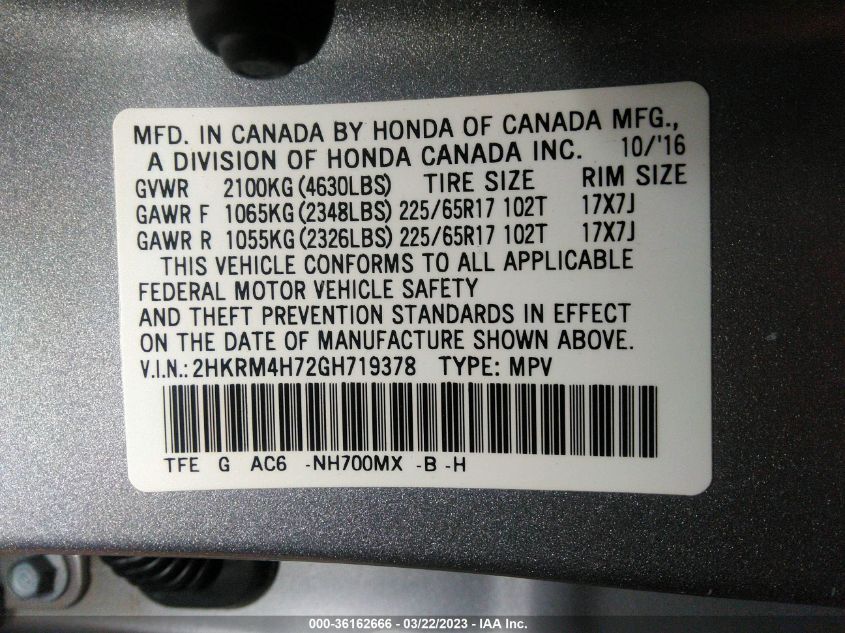 MFD. IN CANADA BY HONDA OF CANADA MFG.,
A DIVISION OF HONDA CANADA INC. 10/'16
GVWR 2100KG (4630LBS) TIRE SIZE RIM SIZE
GAWR F 1065KG (2348LBS) 225/65R17 102T 17X7J
GAWR R 1055KG (2326LBS) 225/65R17 102T 17X7J
THIS VEHICLE CONFORMS TO ALL APPLICABLE
FEDERAL MOTOR VEHICLE SAFETY
AND THEFT PREVENTION STANDARDS IN EFFECT
ON THE DATE OF MANUFACTURE SHOWN ABOVE.
V.I.N.: 2HKRM4H72GH719378 TYPE: MPV
TFE G AC6 -NH700MX -B -H
000-36162666 - 03/22/2023 - IAA Inc.